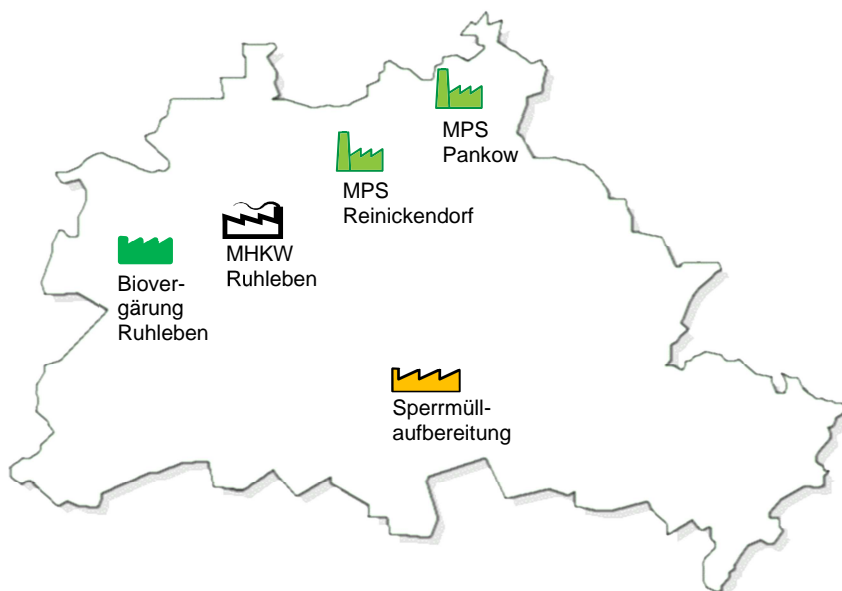 MPS
Pankow
MPS
Reinickendorf
MHKW
Ruhleben
Biover-
gärung
Ruhleben
Sperrmüll-
aufbereitung